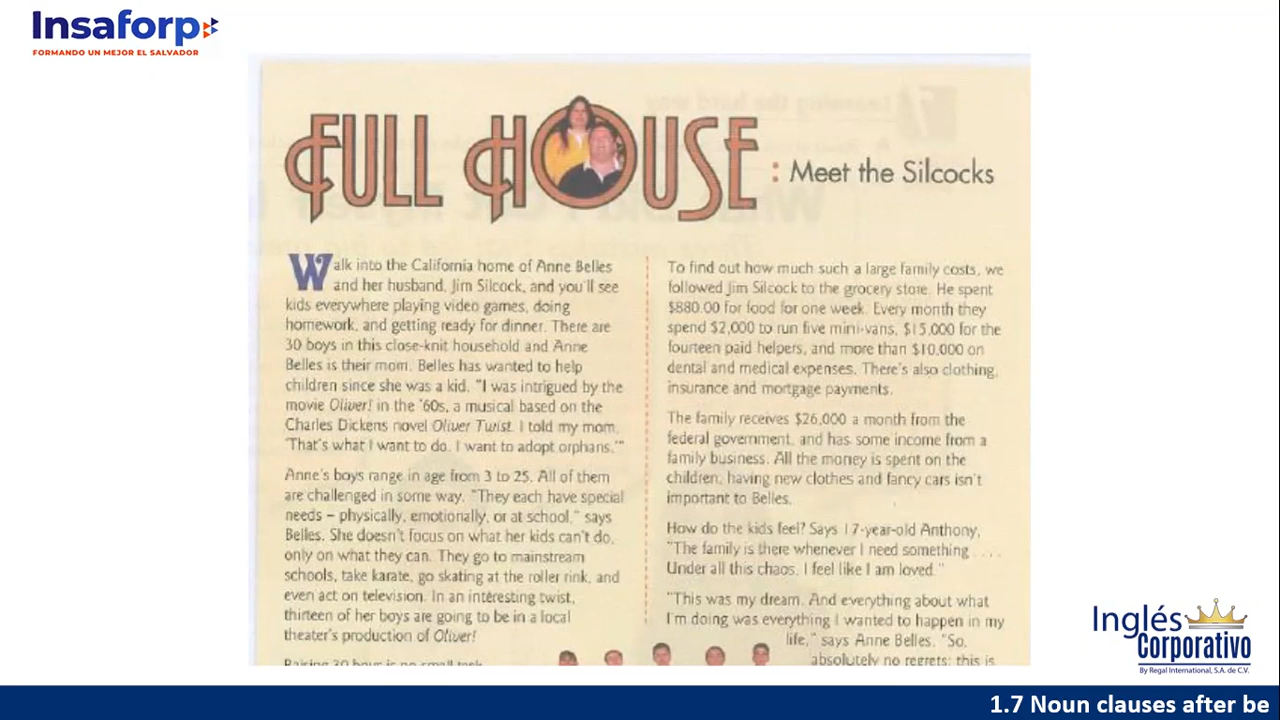 Insaforp
FORMANDO UN MEJOR EL SALVADOR
FULL HOUSE : Meet the Silcocks
Walk into the California home of Anne Belles
and her husband, Jim Silcock, and you'll see
kids everywhere playing video games, doing
homework, and getting ready for dinner. There are
30 boys in this close-knit household and Anne
Belles is their mom. Belles has wanted to help
children since she was a kid. "I was intrigued by the
movie Oliver! in the '60s, a musical based on the
Charles Dickens novel Oliver Twist. I told my mom,
'That's what I want to do. I want to adopt orphans.'"
Anne's boys range in age from 3 to 25. All of them
are challenged in some way. "They each have special
needs – physically, emotionally, or at school," says
Belles. She doesn't focus on what her kids can't do,
only on what they can. They go to mainstream
schools, take karate, go skating at the roller rink, and
even act on television. In an interesting twist,
thirteen of her boys are going to be in a local
theater's production of Oliver!
Raising 30 boys is no small task
To find out how much such a large family costs, we
followed Jim Silcock to the grocery store. He spent
$880.00 for food for one week. Every month they
spend $2,000 to run five mini-vans, $15,000 for the
fourteen paid helpers, and more than $10,000 on
dental and medical expenses. There's also clothing,
insurance and mortgage payments.
The family receives $26,000 a month from the
federal government, and has some income from a
family business. All the money is spent on the
children; having new clothes and fancy cars isn't
important to Belles.
How do the kids feel? Says 17-year-old Anthony,
"The family is there whenever I need something . . . .
Under all this chaos, I feel like I am loved."
"This was my dream. And everything about what
I'm doing was everything I wanted to happen in my
life," says Anne Belles. "So,
absolutely no regrets; this is
Inglés
Corporativo
By Regal International, S.A. de C.V.
1.7 Noun clauses after be